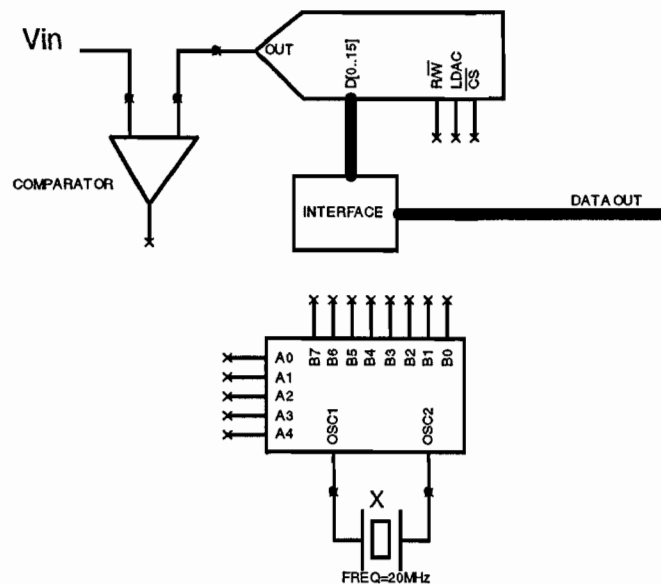 Vin
OUT
D[0..15]
R/W
LDAC
CS
COMPARATOR
INTERFACE
DATA OUT
B7
B6
B5
B4
B3
B2
B1
B0
A0
A1
A2
A3
A4
OSC1
OSC2
X
FREQ=20MHz